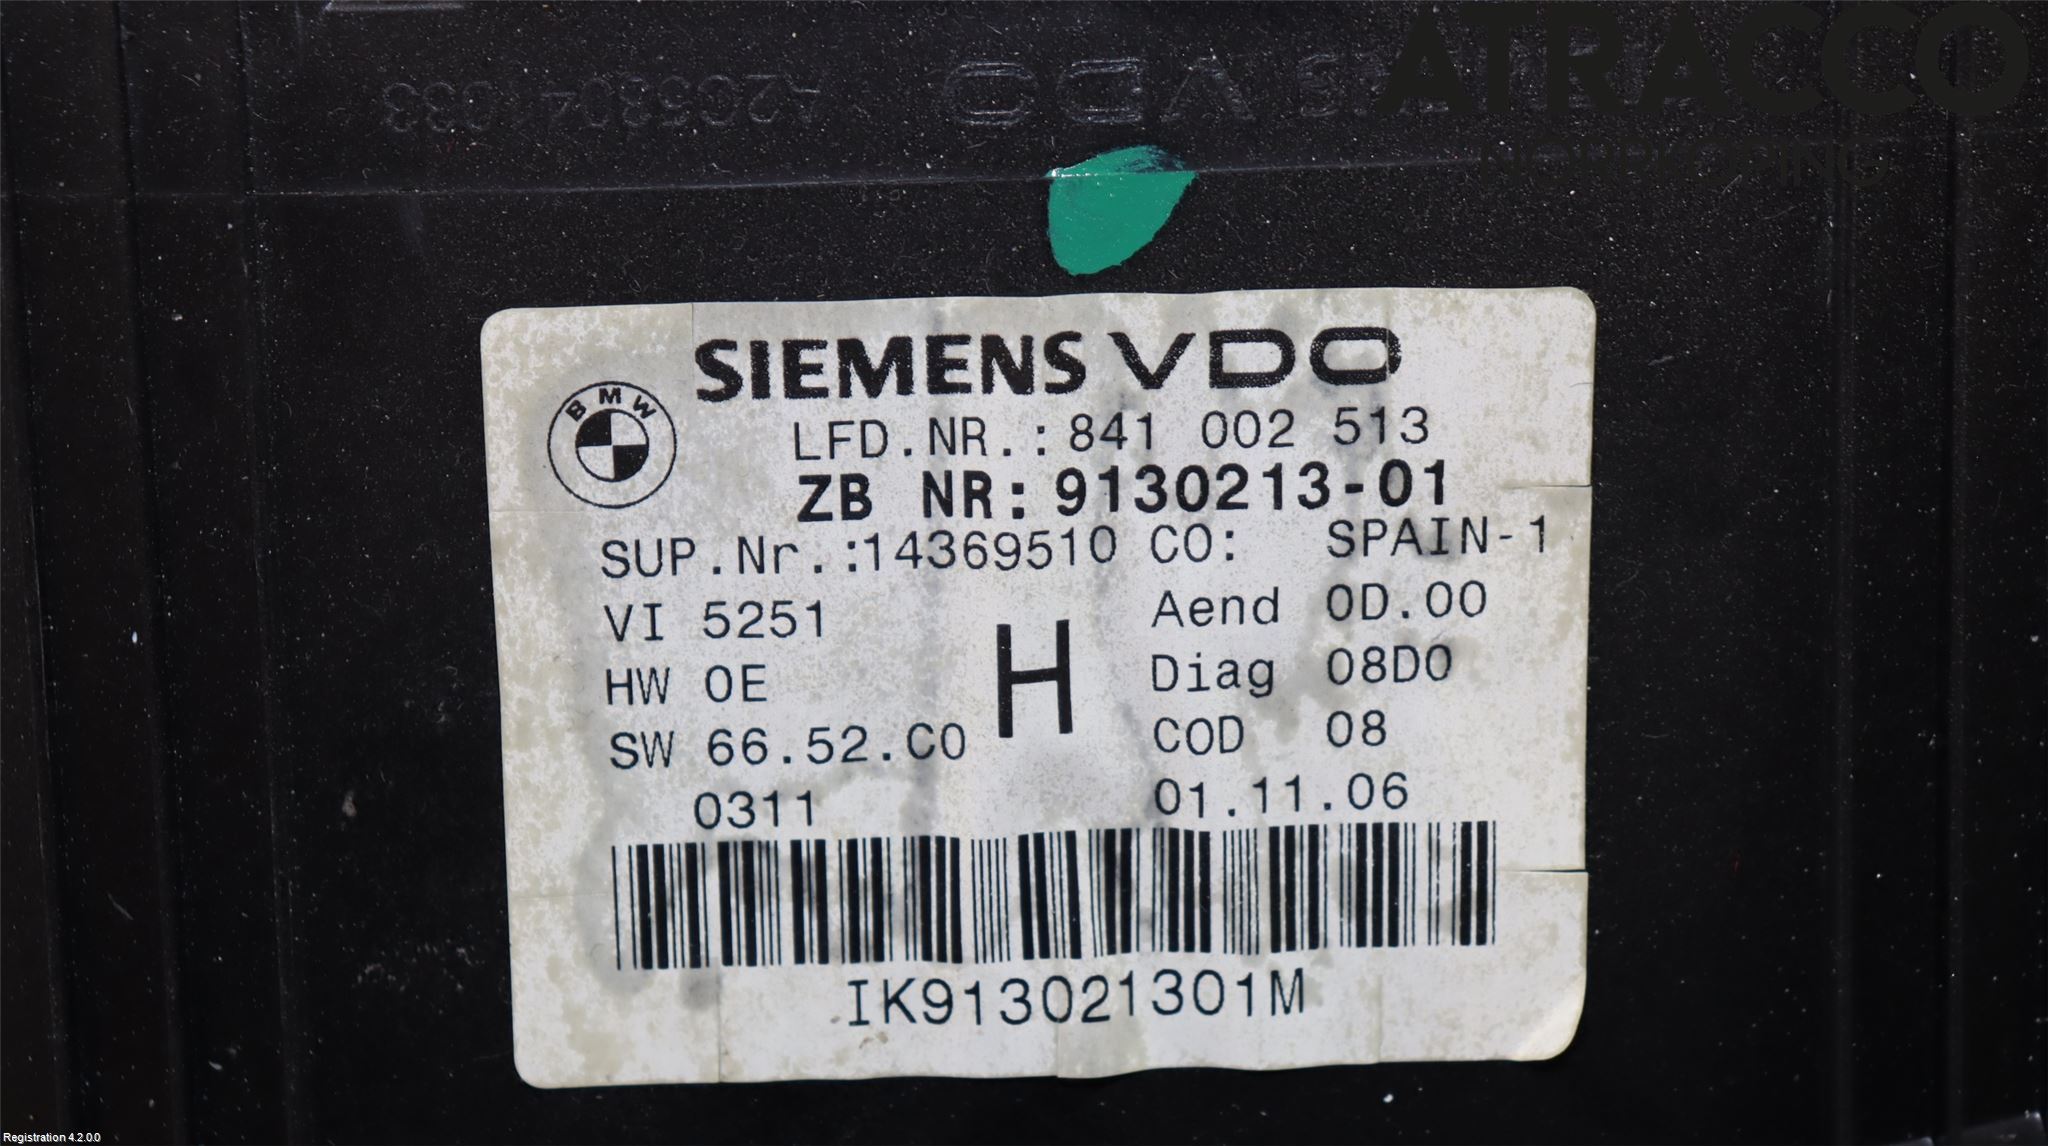 ATRACCO
NORRKÖPING
VDO
SIEMENS VDO
BMW
LFD.NR.:841 002 513
ZB NR:9130213-01
SUP.Nr.:14369510 CO: SPAIN-1
VI 5251
Aend 0D.00
HW 0E
H
Diag 08D0
SW 66.52.C0
COD 08
0311
01.11.06
IK913021301M
Registration 4.2.0.0